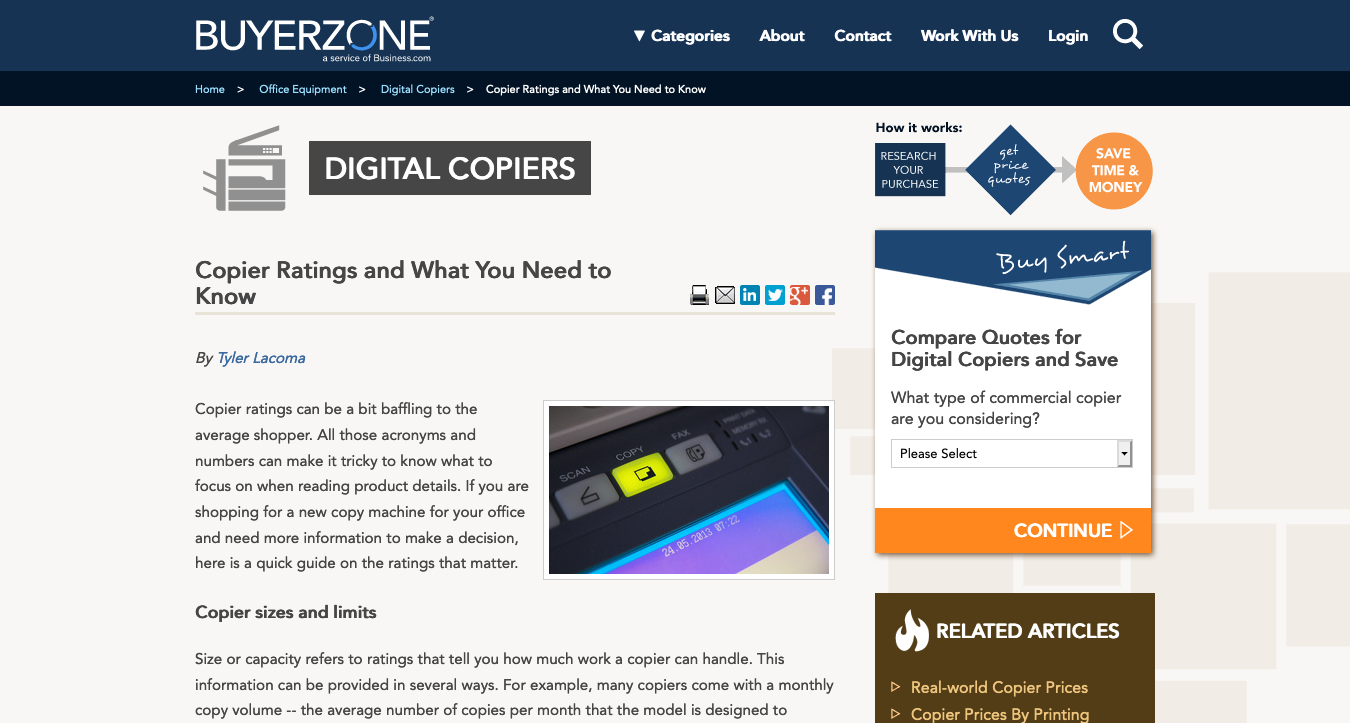 BUYERZONE®
a service of Business.com
▼ Categories About Contact Work With Us Login
Home > Office Equipment > Digital Copiers > Copier Ratings and What You Need to Know
DIGITAL COPIERS
How it works:
RESEARCH
YOUR
PURCHASE
get
price
quotes
SAVE
TIME &
MONEY
Copier Ratings and What You Need to
Know
By Tyler Lacoma
Copier ratings can be a bit baffling to the
average shopper. All those acronyms and
numbers can make it tricky to know what to
focus on when reading product details. If you are
shopping for a new copy machine for your office
and need more information to make a decision,
here is a quick guide on the ratings that matter.
SCAN
COPY
FAX
PRINT DATA
MEMORY RX
24.05.2013 07:22
Copier sizes and limits
Size or capacity refers to ratings that tell you how much work a copier can handle. This
information can be provided in several ways. For example, many copiers come with a monthly
copy volume -- the average number of copies per month that the model is designed to
Buy Smart
Compare Quotes for
Digital Copiers and Save
What type of commercial copier
are you considering?
Please Select
CONTINUE
RELATED ARTICLES
Real-world Copier Prices
Copier Prices By Printing